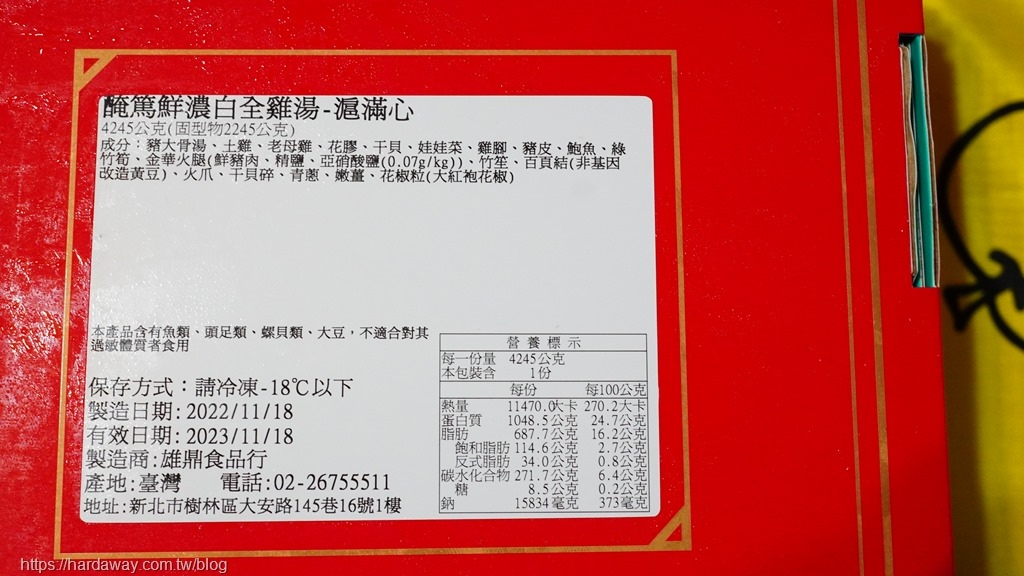 醃篤鮮濃白全雞湯-滬滿心
4245公克(固型物2245公克)
成分：豬大骨湯、土雞、老母雞、花膠、干貝、娃娃菜、雞腳、豬皮、鮑魚、綠
竹筍、金華火腿(鮮豬肉、精鹽、亞硝酸鹽(0.07g/kg))、竹笙、百頁結(非基因
改造黃豆)、火爪、干貝碎、青蔥、嫩薑、花椒粒(大紅袍花椒)
本產品含有魚類、頭足類、螺貝類、大豆，不適合對其
過敏體質者食用
保存方式：請冷凍-18℃以下
製造日期:2022/11/18
有效日期:2023/11/18
製造商:雄鼎食品行
產地:臺灣 電話:02-26755511
地址:新北市樹林區大安路145巷16號1樓
營養標示
每一份量 4245公克
本包裝含 1份
每份 每100公克
熱量 11470.0大卡 270.2大卡
蛋白質 1048.5公克 24.7公克
脂肪 687.7公克 16.2公克
飽和脂肪 114.6公克 2.7公克
反式脂肪 34.0公克 0.8公克
碳水化合物 271.7公克 6.4公克
糖 8.5公克 0.2公克
鈉 15834毫克 373毫克
https://hardaway.com.tw/blog